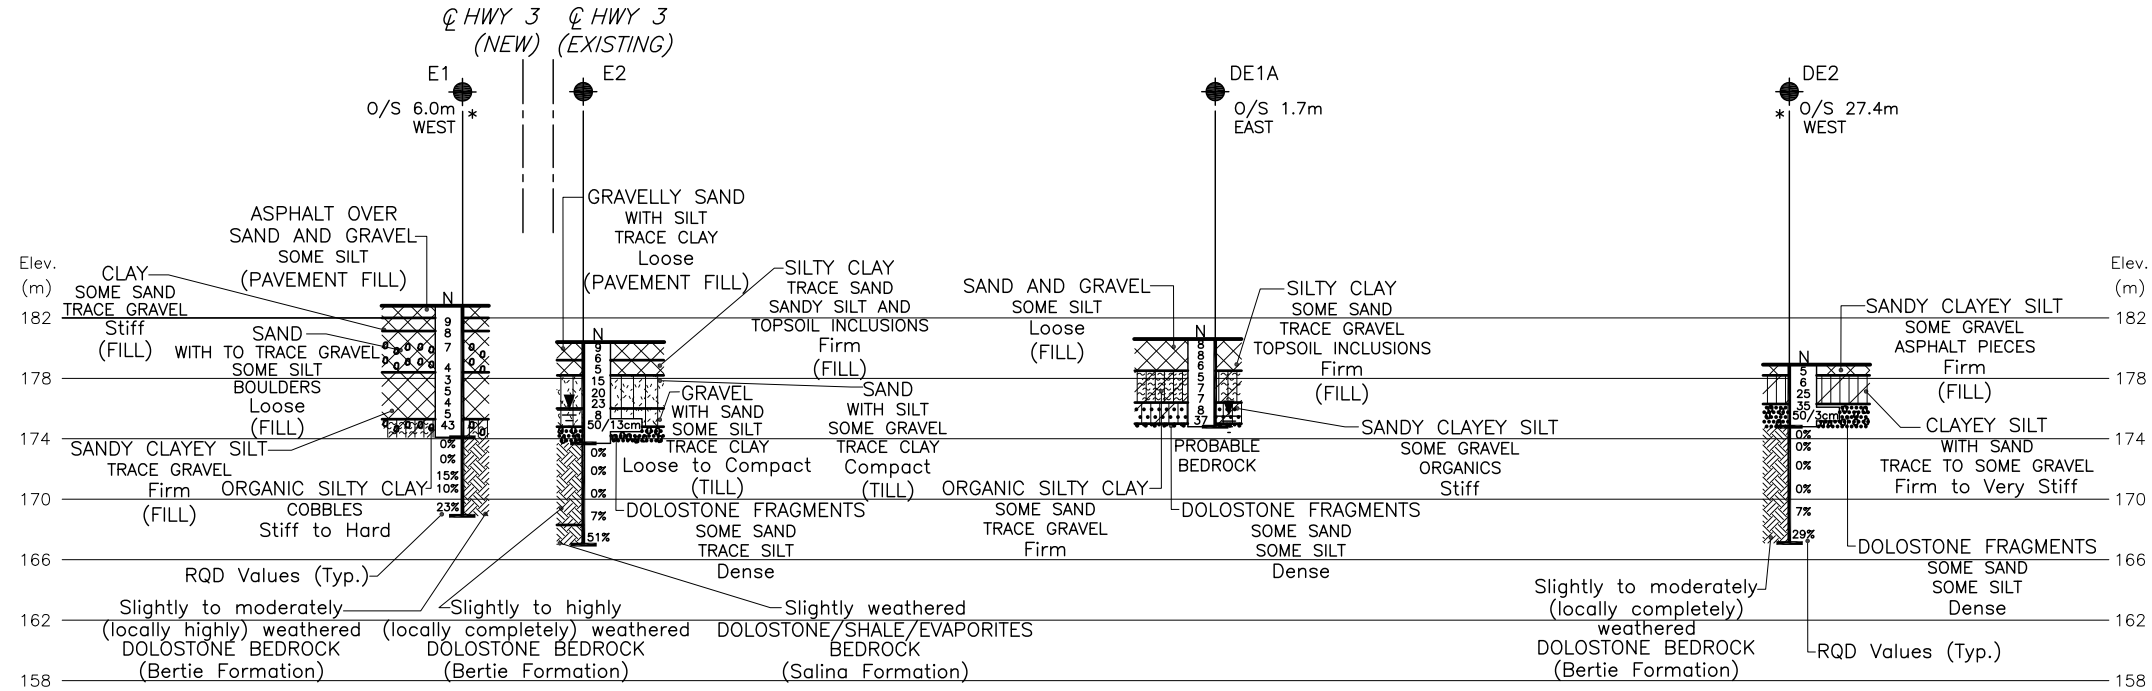 ℄ HWY 3
(NEW)
℄ HWY 3
(EXISTING)
E1
O/S 6.0m
WEST
*
E2
DE1A
O/S 1.7m
EAST
DE2
* O/S 27.4m
WEST
Elev.
(m)
182
178
174
170
166
162
158
ASPHALT OVER
SAND AND GRAVEL
SOME SILT
(PAVEMENT FILL)
CLAY
SOME SAND
TRACE GRAVEL
Stiff
(FILL)
SAND
WITH TO TRACE GRAVEL
SOME SILT
BOULDERS
Loose
(FILL)
SANDY CLAYEY SILT
TRACE GRAVEL
Firm
(FILL)
ORGANIC SILTY CLAY
COBBLES
Stiff to Hard
RQD Values (Typ.)
Slightly to moderately
(locally highly) weathered
DOLOSTONE BEDROCK
(Bertie Formation)
N
9
8
7
4
3
5
4
5
43
0%
0%
15%
10%
23%
GRAVELLY SAND
WITH SILT
TRACE CLAY
Loose
(PAVEMENT FILL)
SILTY CLAY
TRACE SAND
SANDY SILT AND
TOPSOIL INCLUSIONS
Firm
(FILL)
N
9
6
5
15
20
23
8
50/13cm
0%
0%
0%
7%
51%
GRAVEL
WITH SAND
SOME SILT
TRACE CLAY
Loose to Compact
(TILL)
SAND
WITH SILT
SOME GRAVEL
TRACE CLAY
Compact
(TILL)
DOLOSTONE FRAGMENTS
SOME SAND
TRACE SILT
Dense
Slightly to highly
(locally completely) weathered
DOLOSTONE BEDROCK
(Bertie Formation)
Slightly weathered
DOLOSTONE/SHALE/EVAPORITES
BEDROCK
(Salina Formation)
SAND AND GRAVEL
SOME SILT
Loose
(FILL)
N
8
8
6
5
7
7
8
37
PROBABLE
BEDROCK
SILTY CLAY
SOME SAND
TRACE GRAVEL
TOPSOIL INCLUSIONS
Firm
(FILL)
SANDY CLAYEY SILT
SOME GRAVEL
ORGANICS
Stiff
ORGANIC SILTY CLAY
SOME SAND
TRACE GRAVEL
Firm
DOLOSTONE FRAGMENTS
SOME SAND
SOME SILT
Dense
N
5
6
25
35
50/3cm
0%
0%
0%
0%
7%
29%
SANDY CLAYEY SILT
SOME GRAVEL
ASPHALT PIECES
Firm
(FILL)
CLAYEY SILT
WITH SAND
TRACE TO SOME GRAVEL
Firm to Very Stiff
DOLOSTONE FRAGMENTS
SOME SAND
SOME SILT
Dense
Slightly to moderately
(locally completely)
weathered
DOLOSTONE BEDROCK
(Bertie Formation)
RQD Values (Typ.)
Elev.
(m)
182
178
174
170
166
162
158